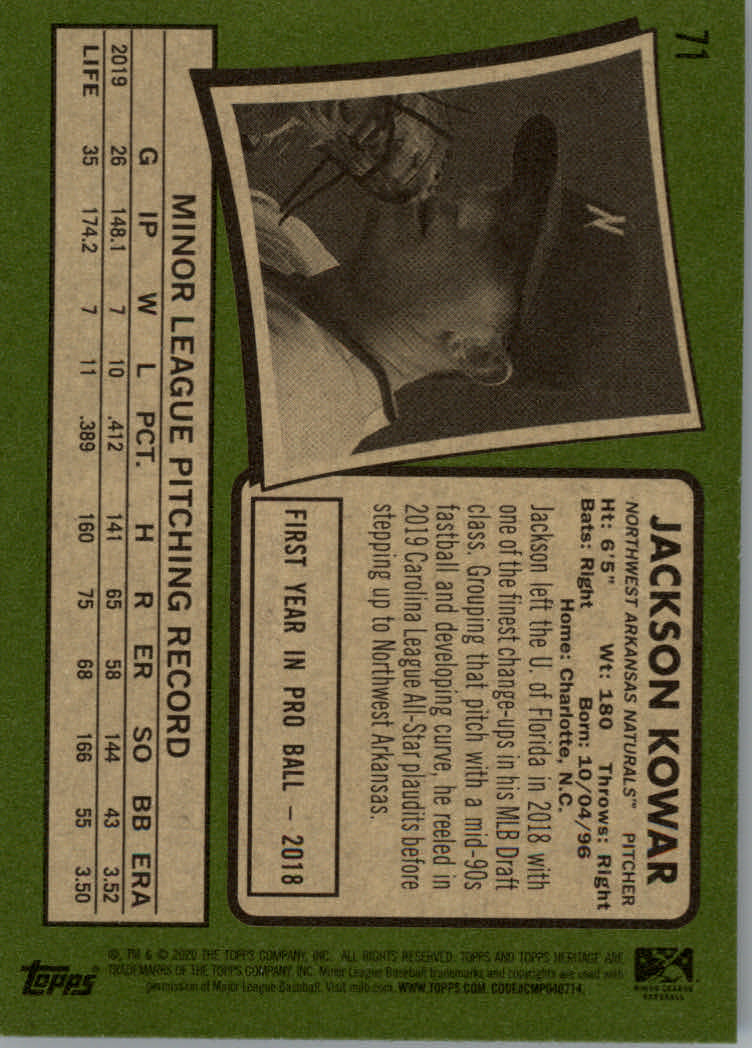 71
N
JACKSON KOWAR
NORTHWEST ARKANSAS NATURALS™ PITCHER
Ht: 6'5" Wt: 180 Throws: Right
Bats: Right Born: 10/04/96
Home: Charlotte, N.C.
Jackson left the U. of Florida in 2018 with
one of the finest change-ups in his MLB Draft
class. Grouping that pitch with a mid-90s
fastball and developing curve, he reeled in
2019 Carolina League All-Star plaudits before
stepping up to Northwest Arkansas.
FIRST YEAR IN PRO BALL — 2018
MINOR LEAGUE PITCHING RECORD
G IP W L PCT. H R ER SO BB ERA
2019 26 148.1 7 10 .412 141 65 58 144 43 3.52
LIFE 35 174.2 7 11 .389 160 75 68 166 55 3.50
MINOR LEAGUE
BASEBALL
®, TM & © 2020 THE TOPPS COMPANY, INC. ALL RIGHTS RESERVED. TOPPS AND TOPPS HERITAGE ARE
TRADEMARKS OF THE TOPPS COMPANY, INC. Minor League Baseball trademarks and copyrights are used with
permission of Major League Baseball. Visit milb.com. WWW.TOPPS.COM. CODE#CMP040714.
Topps®